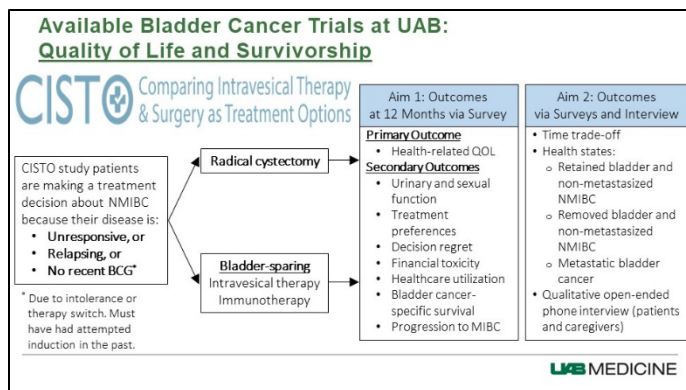 Available Bladder Cancer Trials at UAB:
Quality of Life and Survivorship
CISTO Comparing Intravesical Therapy
& Surgery as Treatment Options
CISTO study patients
are making a treatment
decision about NMIBC
because their disease is:
• Unresponsive, or
• Relapsing, or
• No recent BCG*
* Due to intolerance or
therapy switch. Must
have had attempted
induction in the past.
Radical cystectomy
Bladder-sparing
Intravesical therapy
Immunotherapy
Aim 1: Outcomes
at 12 Months via Survey
Primary Outcome
• Health-related QOL
Secondary Outcomes
• Urinary and sexual
function
• Treatment
preferences
• Decision regret
• Financial toxicity
• Healthcare utilization
• Bladder cancer-
specific survival
• Progression to MIBC
Aim 2: Outcomes
via Surveys and Interview
• Time trade-off
• Health states:
o Retained bladder and
non-metastasized
NMIBC
o Removed bladder and
non-metastasized
NMIBC
o Metastatic bladder
cancer
• Qualitative open-ended
phone interview (patients
and caregivers)
UAB MEDICINE